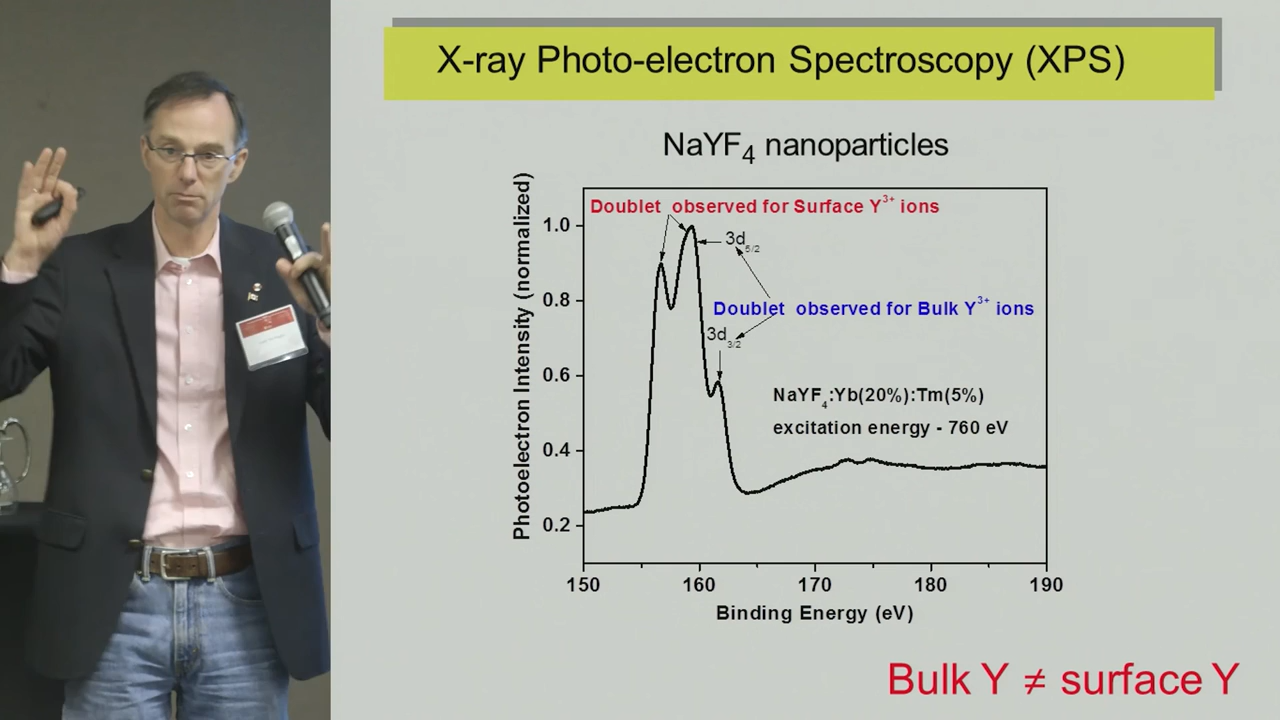 X-ray Photo-electron Spectroscopy (XPS)
NaYF₄ nanoparticles
Doublet observed for Surface Y³⁺ ions
3d₅/₂
Doublet observed for Bulk Y³⁺ ions
3d₃/₂
NaYF₄:Yb(20%):Tm(5%)
excitation energy - 760 eV
Photoelectron Intensity (normalized)
1.0
0.8
0.6
0.4
0.2
150 160 170 180 190
Binding Energy (eV)
Bulk Y ≠ surface Y